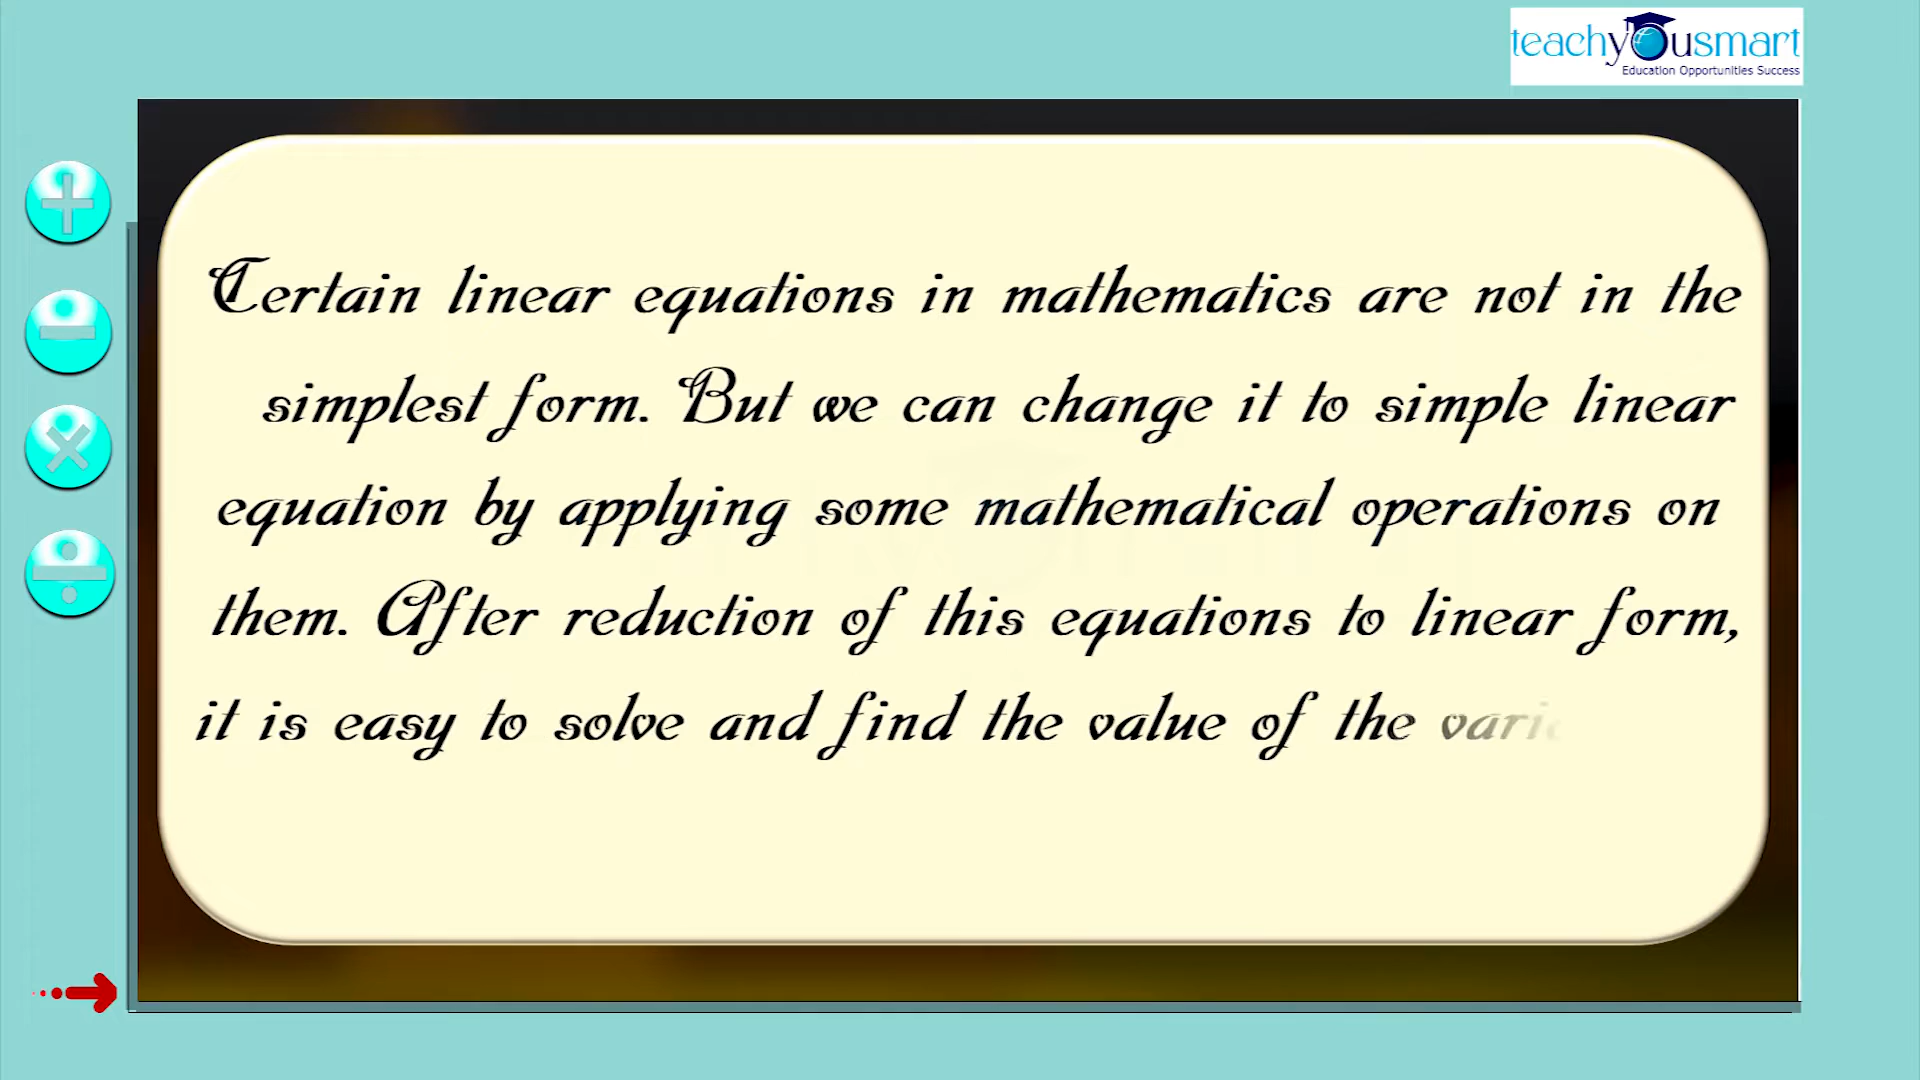 teachyousmart
Education Opportunities Success
Certain linear equations in mathematics are not in the
simplest form. But we can change it to simple linear
equation by applying some mathematical operations on
them. After reduction of this equations to linear form,
it is easy to solve and find the value of the